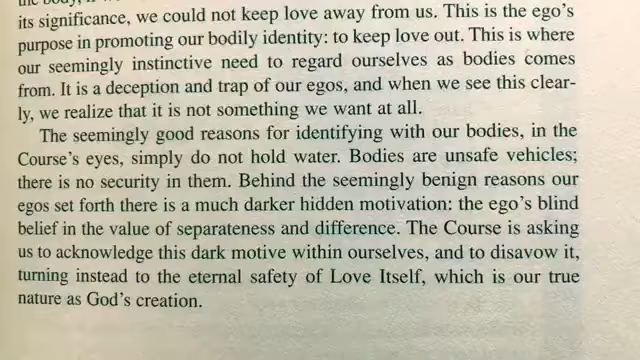 the body, 
its significance, we could not keep love away from us. This is the ego's
purpose in promoting our bodily identity: to keep love out. This is where
our seemingly instinctive need to regard ourselves as bodies comes
from. It is a deception and trap of our egos, and when we see this clear-
ly, we realize that it is not something we want at all.
The seemingly good reasons for identifying with our bodies, in the
Course's eyes, simply do not hold water. Bodies are unsafe vehicles;
there is no security in them. Behind the seemingly benign reasons our
egos set forth there is a much darker hidden motivation: the ego's blind
belief in the value of separateness and difference. The Course is asking
us to acknowledge this dark motive within ourselves, and to disavow it,
turning instead to the eternal safety of Love Itself, which is our true
nature as God's creation.